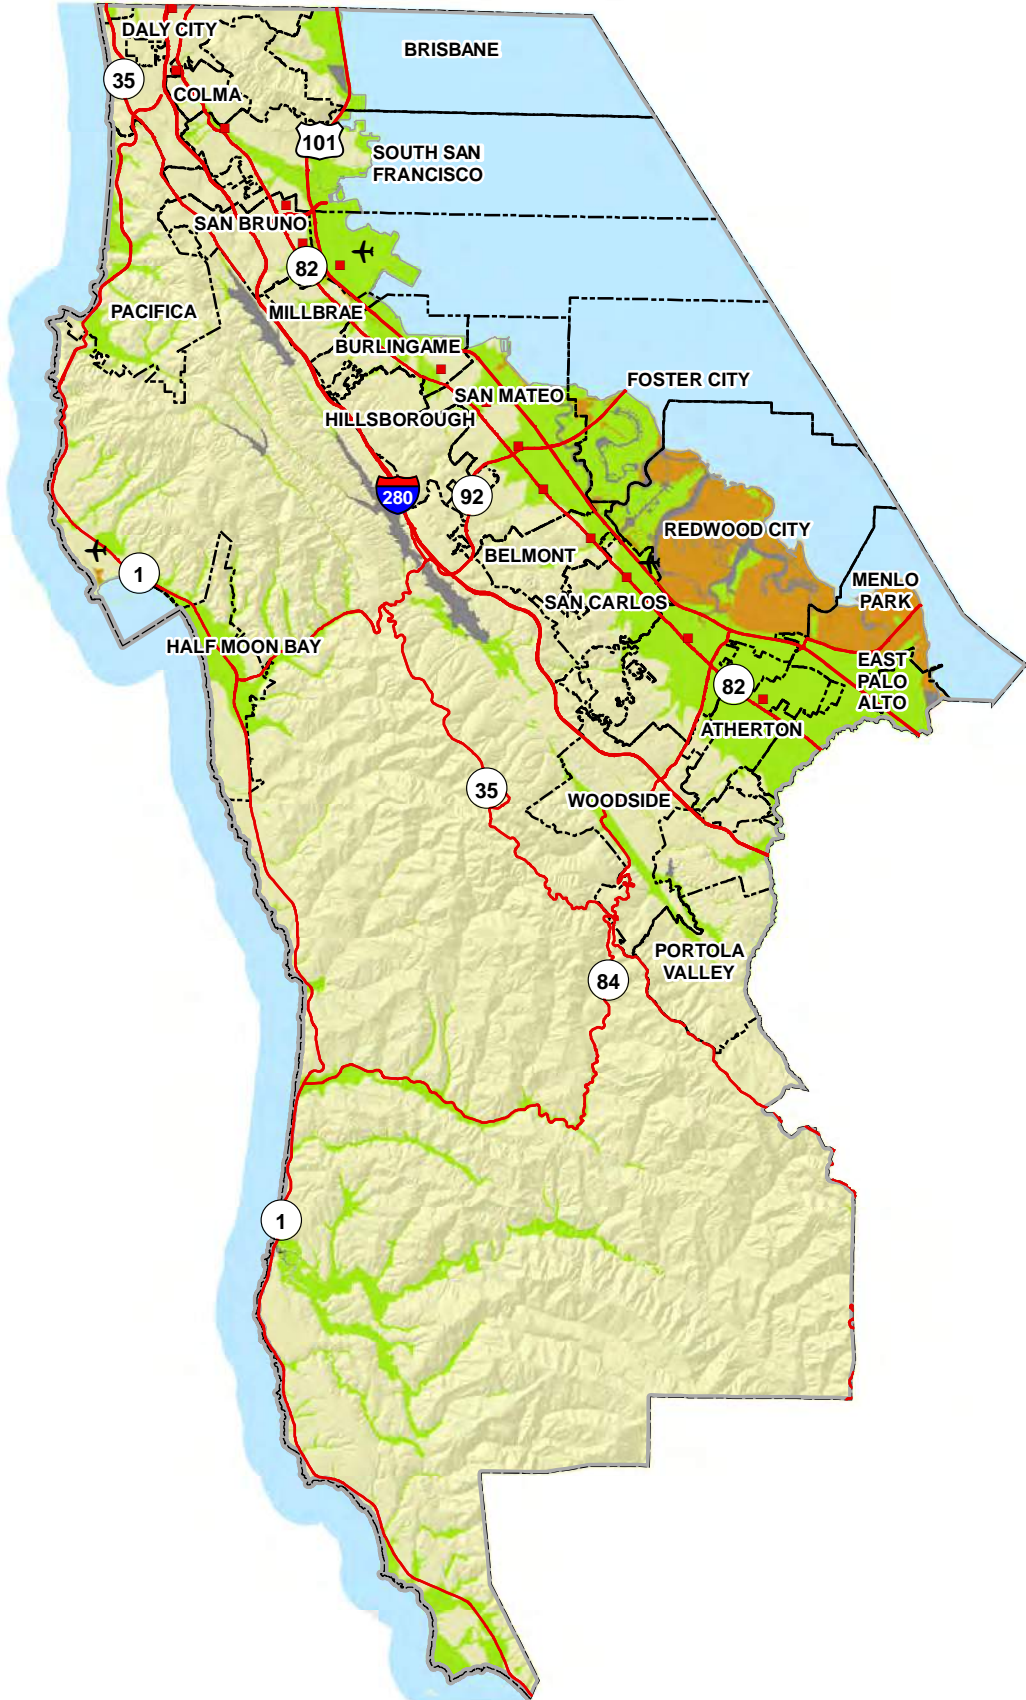 DALY CITY
BRISBANE
35
COLMA
101
SOUTH SAN
FRANCISCO
SAN BRUNO
82
PACIFICA
MILLBRAE
BURLINGAME
FOSTER CITY
SAN MATEO
HILLSBOROUGH
280
92
REDWOOD CITY
BELMONT
1
MENLO
PARK
SAN CARLOS
HALF MOON BAY
EAST
PALO
ALTO
82
ATHERTON
35
WOODSIDE
PORTOLA
VALLEY
84
1